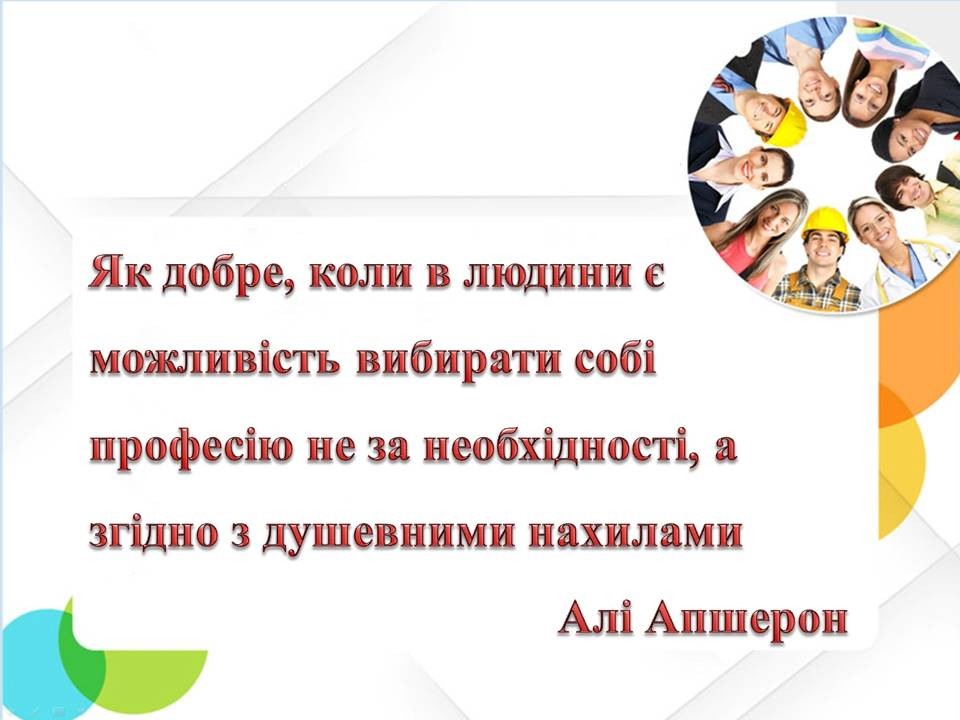 Як добре, коли в людини є
можливість вибирати собі
професію не за необхідності, а
згідно з душевними нахилами
Алі Апшерон